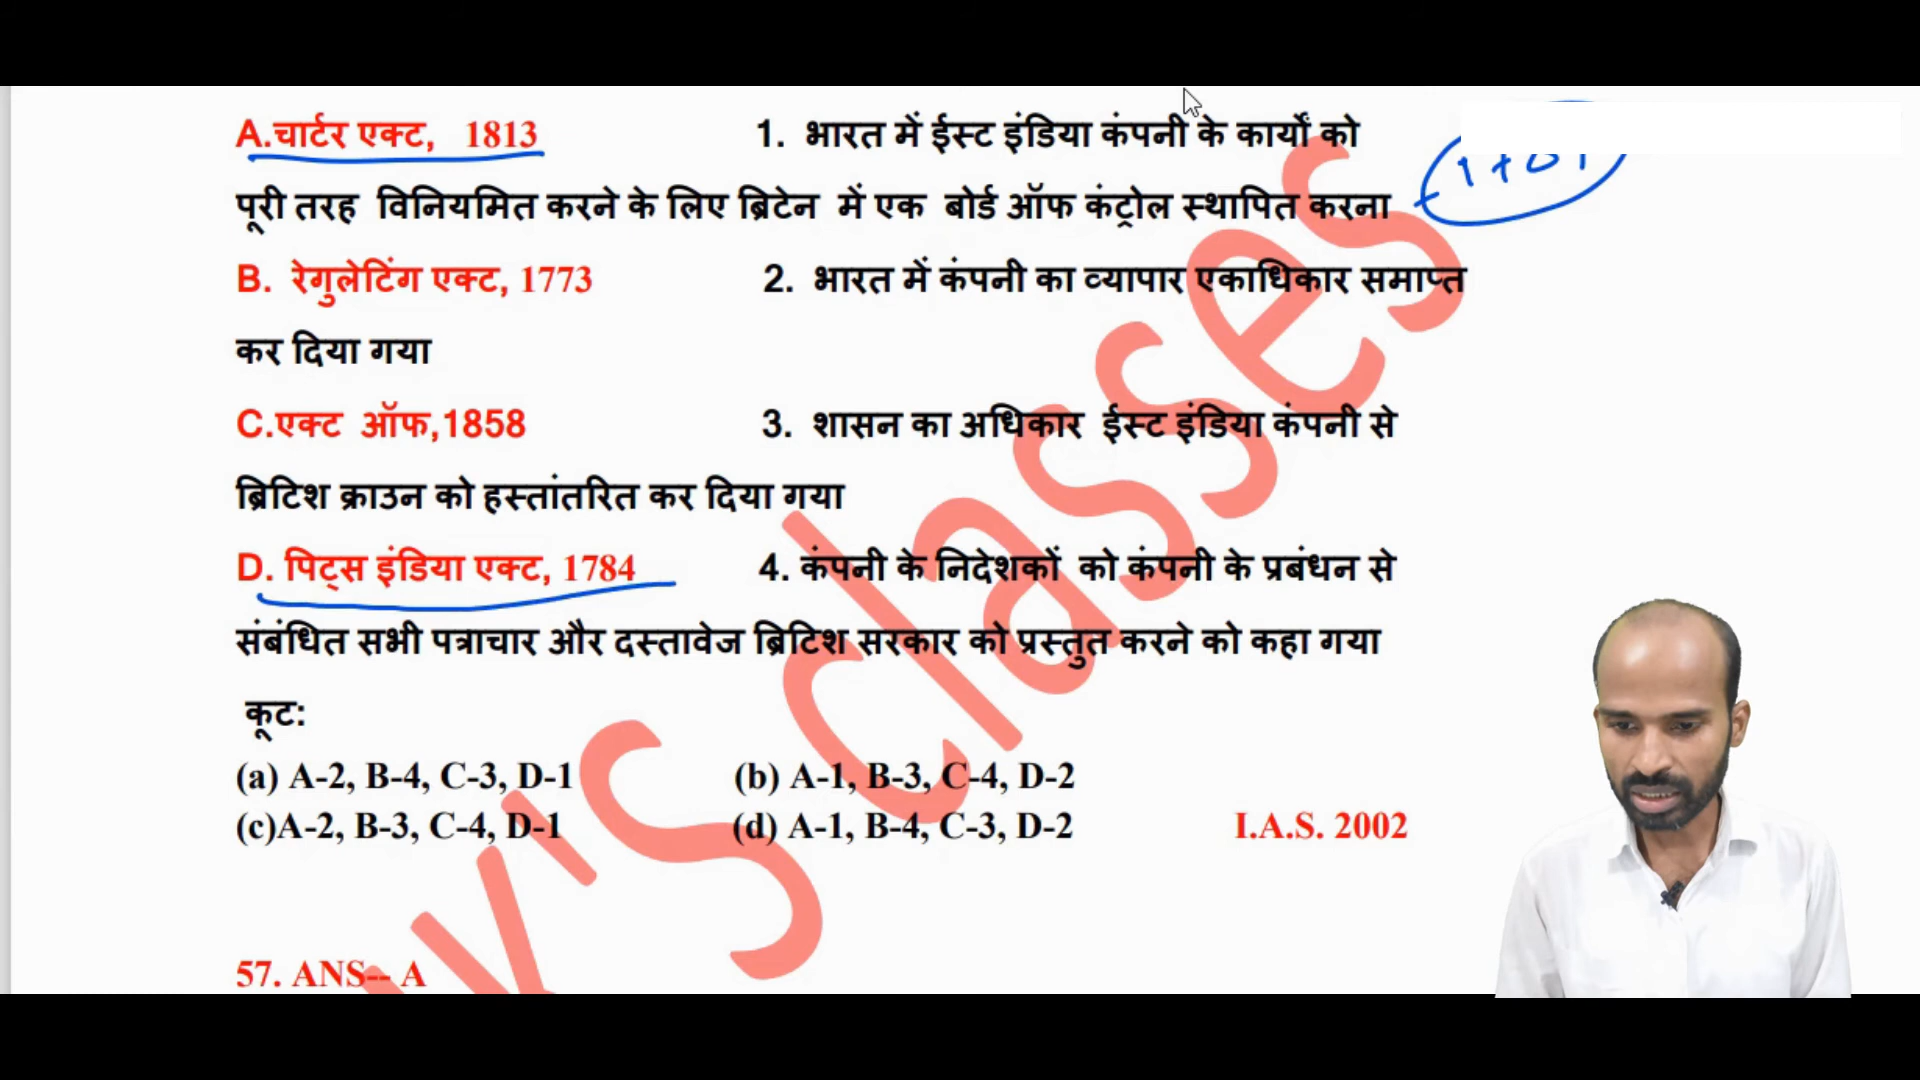 A.चार्टर एक्ट, 1813 1. भारत में ईस्ट इंडिया कंपनी के कार्यों को
पूरी तरह विनियमित करने के लिए ब्रिटेन में एक बोर्ड ऑफ कंट्रोल स्थापित करना
B. रेगुलेटिंग एक्ट, 1773 2. भारत में कंपनी का व्यापार एकाधिकार समाप्त
कर दिया गया
C.एक्ट ऑफ,1858 3. शासन का अधिकार ईस्ट इंडिया कंपनी से
ब्रिटिश क्राउन को हस्तांतरित कर दिया गया
D. पिट्स इंडिया एक्ट, 1784 4. कंपनी के निदेशकों को कंपनी के प्रबंधन से
संबंधित सभी पत्राचार और दस्तावेज ब्रिटिश सरकार को प्रस्तुत करने को कहा गया
कूट:
(a) A-2, B-4, C-3, D-1 (b) A-1, B-3, C-4, D-2
(c)A-2, B-3, C-4, D-1 (d) A-1, B-4, C-3, D-2 I.A.S. 2002
57. ANS-- A
K'S classes